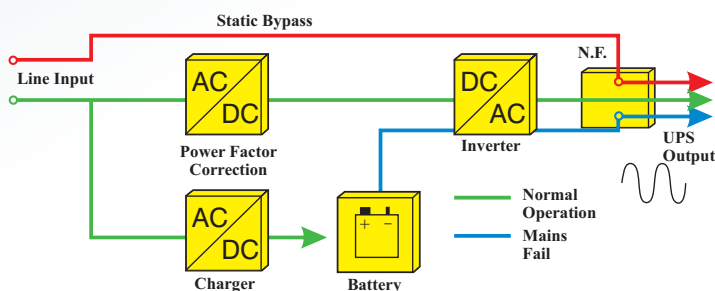 Static Bypass
N.F.
Line Input
AC
DC
DC
AC
Power Factor
Correction
Inverter
UPS
Output
AC
DC
+ −
Normal
Operation
Mains
Fail
Charger
Battery